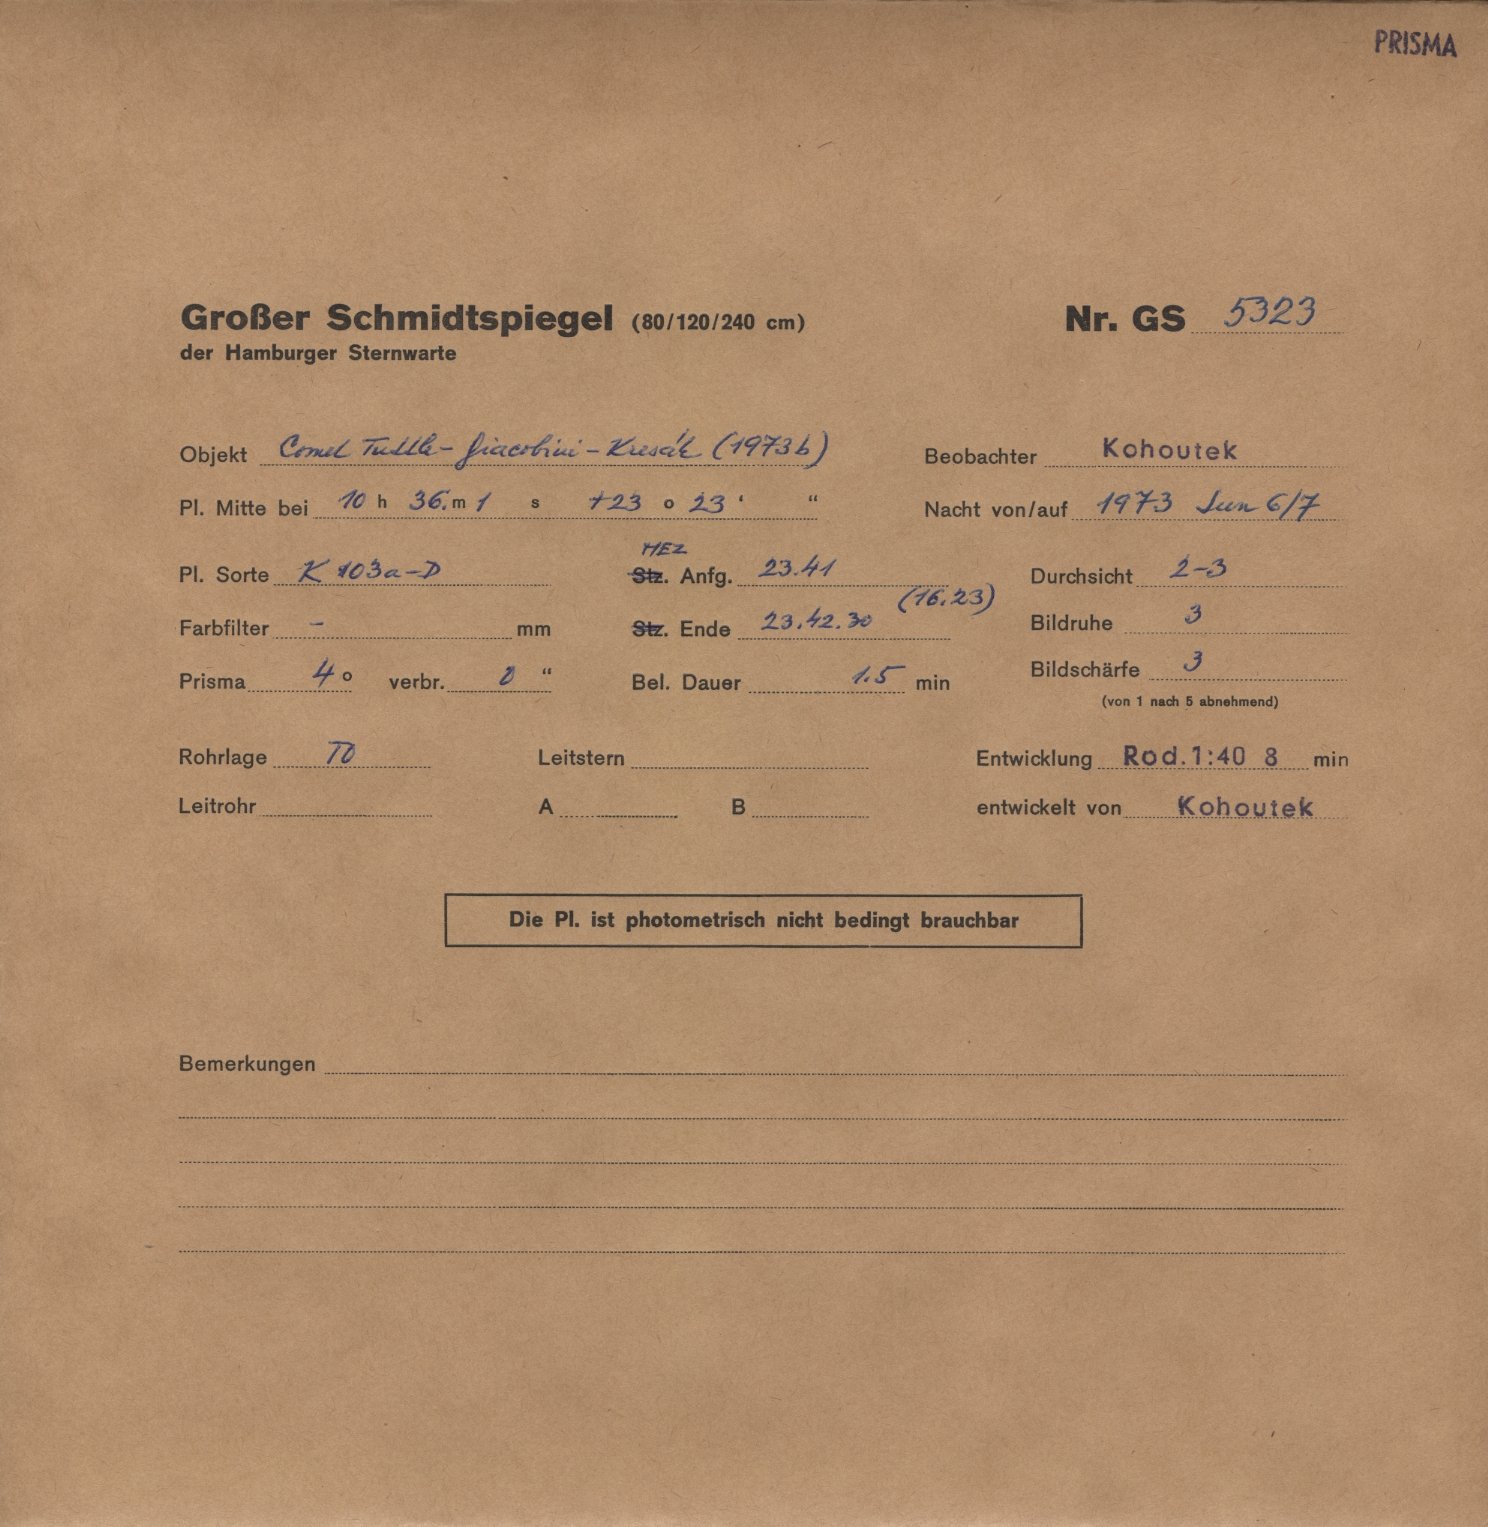 PRISMA
Großer Schmidtspiegel (80/120/240 cm) Nr. GS 5323
der Hamburger Sternwarte
Objekt Comet Tuttle-Giacobini-Kresák (1973b) Beobachter Kohoutek
Pl. Mitte bei 10 h 36. m 1 s +23 o 23 ‘ “ Nacht von/auf 1973 Jun 6/7
MEZ
Pl. Sorte K 103a-D Stz. Anfg. 23.41 Durchsicht 2-3
(16.23)
Farbfilter - mm Stz. Ende 23.42.30 Bildruhe 3
Prisma 4 o verbr. 0 “ Bel. Dauer 1.5 min Bildschärfe 3
(von 1 nach 5 abnehmend)
Rohrlage TO Leitstern Entwicklung Rod. 1:40 8 min
Leitrohr A B entwickelt von Kohoutek
Die Pl. ist photometrisch nicht bedingt brauchbar
Bemerkungen